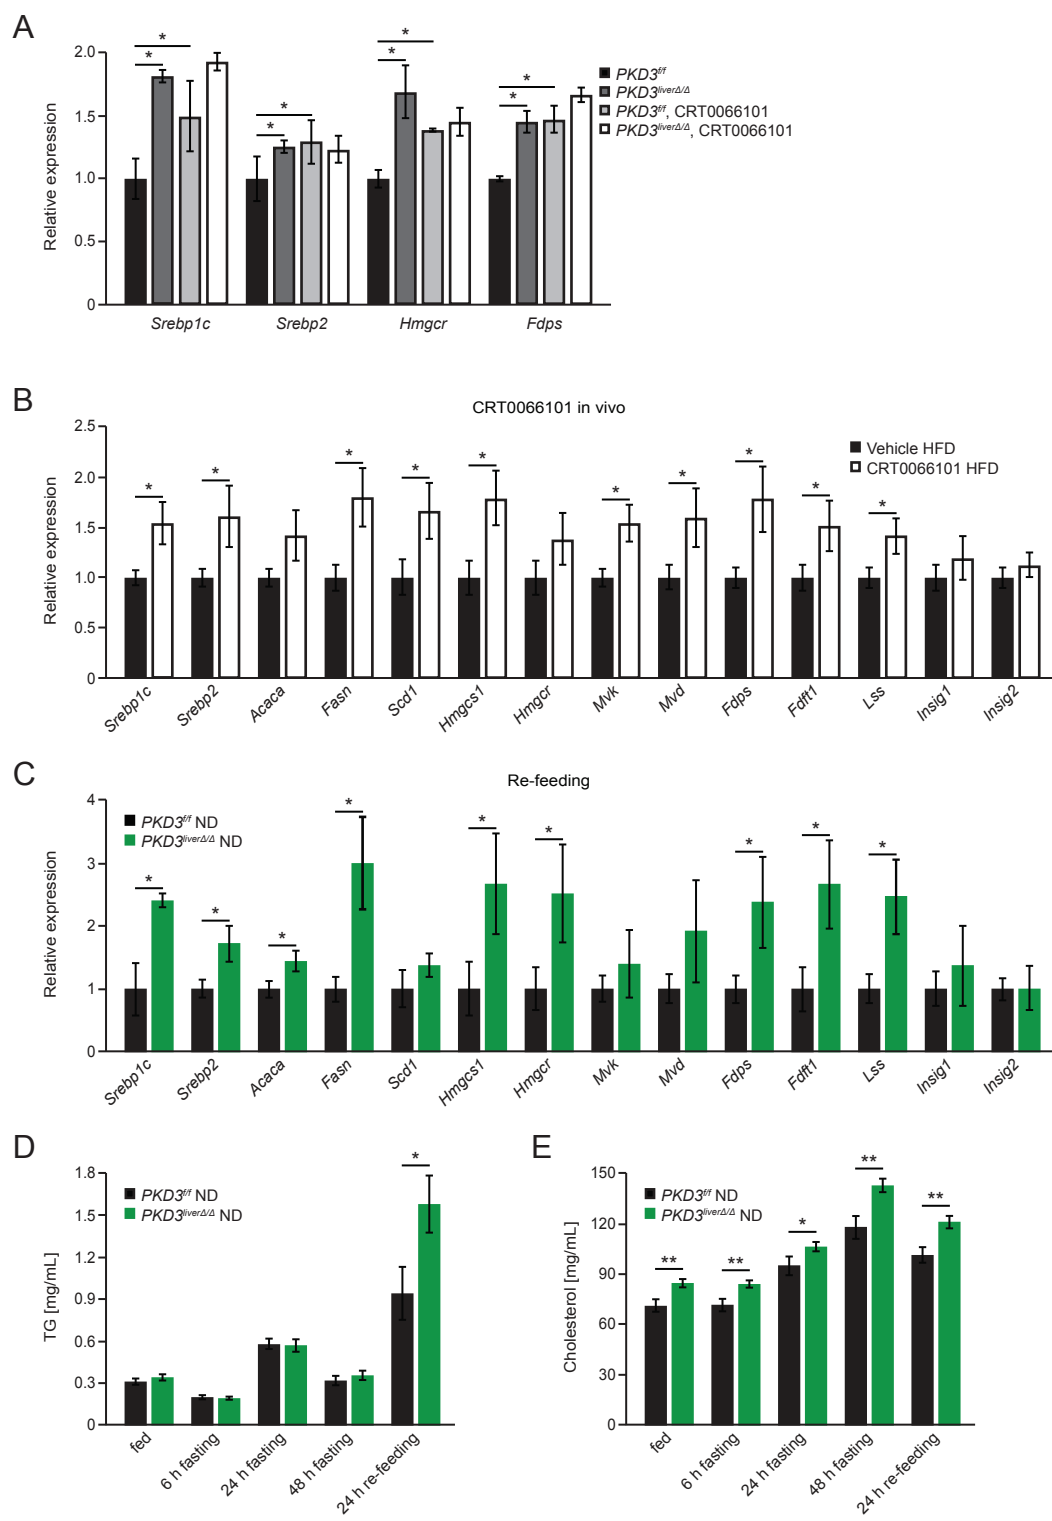 A
Relative expression
2.0
1.5
1.0
0.5
0
* * * * * * * *
PKD3f/f
PKD3liverΔ/Δ
PKD3f/f, CRT0066101
PKD3liverΔ/Δ, CRT0066101
Srebp1c Srebp2 Hmgcr Fdps
B
CRT0066101 in vivo
Relative expression
2.5
2.0
1.5
1.0
0.5
0
* * * * * * * * * *
Vehicle HFD
CRT0066101 HFD
Srebp1c Srebp2 Acaca Fasn Scd1 Hmgcs1 Hmgcr Mvk Mvd Fdps Fdft1 Lss Insig1 Insig2
C
Re-feeding
Relative expression
4
3
2
1
0
PKD3f/f ND
PKD3liverΔ/Δ ND
* * * * * * * * *
Srebp1c Srebp2 Acaca Fasn Scd1 Hmgcs1 Hmgcr Mvk Mvd Fdps Fdft1 Lss Insig1 Insig2
D
TG [mg/mL]
1.8
1.5
1.2
0.9
0.6
0.3
0
PKD3f/f ND
PKD3liverΔ/Δ ND
*
fed 6 h fasting 24 h fasting 48 h fasting 24 h re-feeding
E
Cholesterol [mg/mL]
150
120
90
60
30
0
PKD3f/f ND
PKD3liverΔ/Δ ND
** ** * ** **
fed 6 h fasting 24 h fasting 48 h fasting 24 h re-feeding